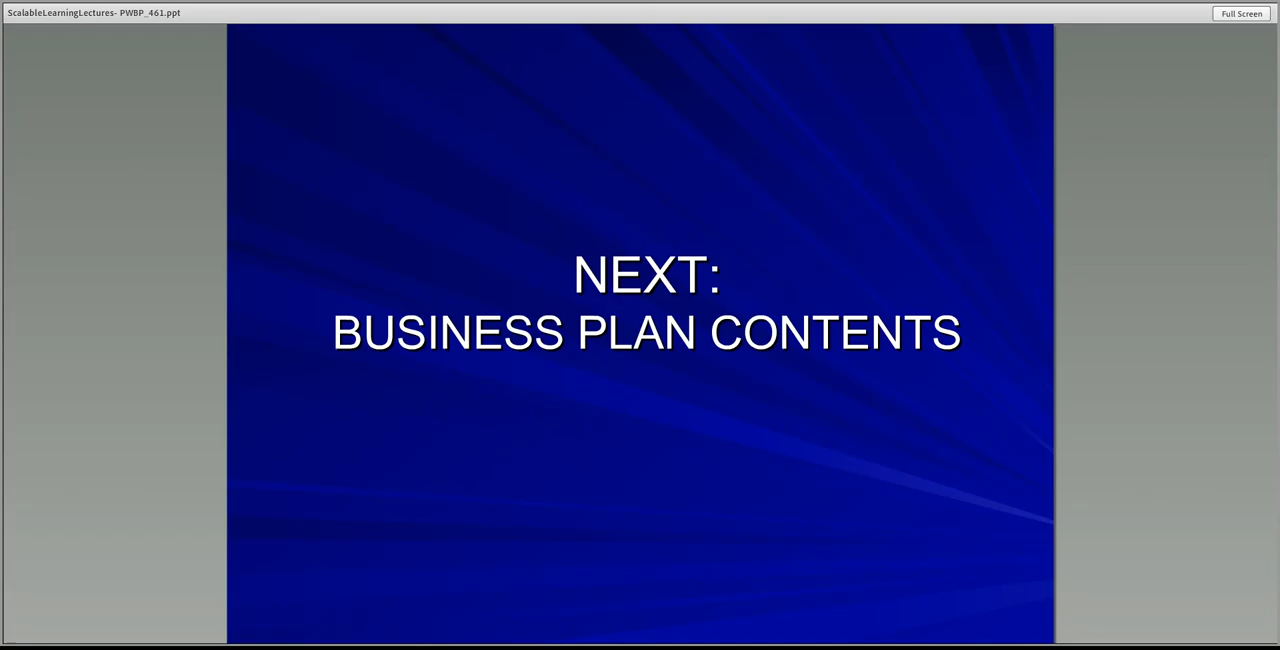 ScalableLearningLectures- PWBP_461.ppt
Full Screen
NEXT:
BUSINESS PLAN CONTENTS